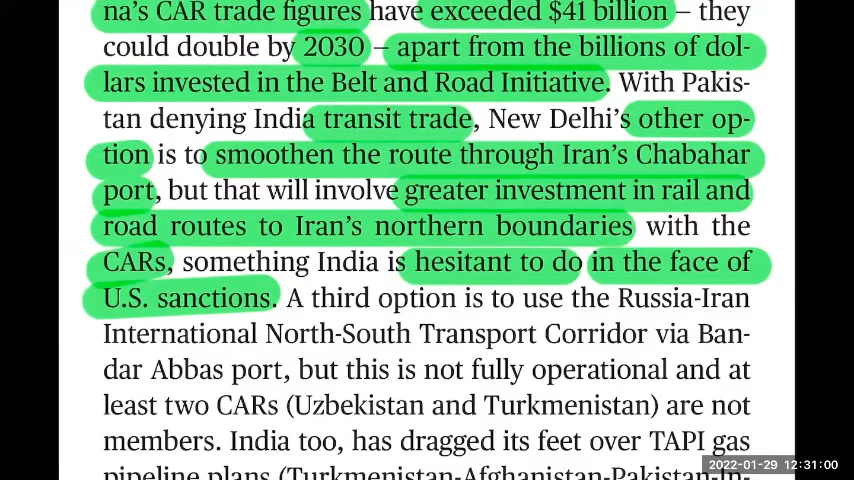 na's CAR trade figures have exceeded $41 billion – they
could double by 2030 – apart from the billions of dol-
lars invested in the Belt and Road Initiative. With Pakis-
tan denying India transit trade, New Delhi's other op-
tion is to smoothen the route through Iran's Chabahar
port, but that will involve greater investment in rail and
road routes to Iran's northern boundaries with the
CARs, something India is hesitant to do in the face of
U.S. sanctions. A third option is to use the Russia-Iran
International North-South Transport Corridor via Ban-
dar Abbas port, but this is not fully operational and at
least two CARs (Uzbekistan and Turkmenistan) are not
members. India too, has dragged its feet over TAPI gas
pipeline plans (Turkmenistan-Afghanistan-Pakistan-In-
2022-01-29 12:31:00